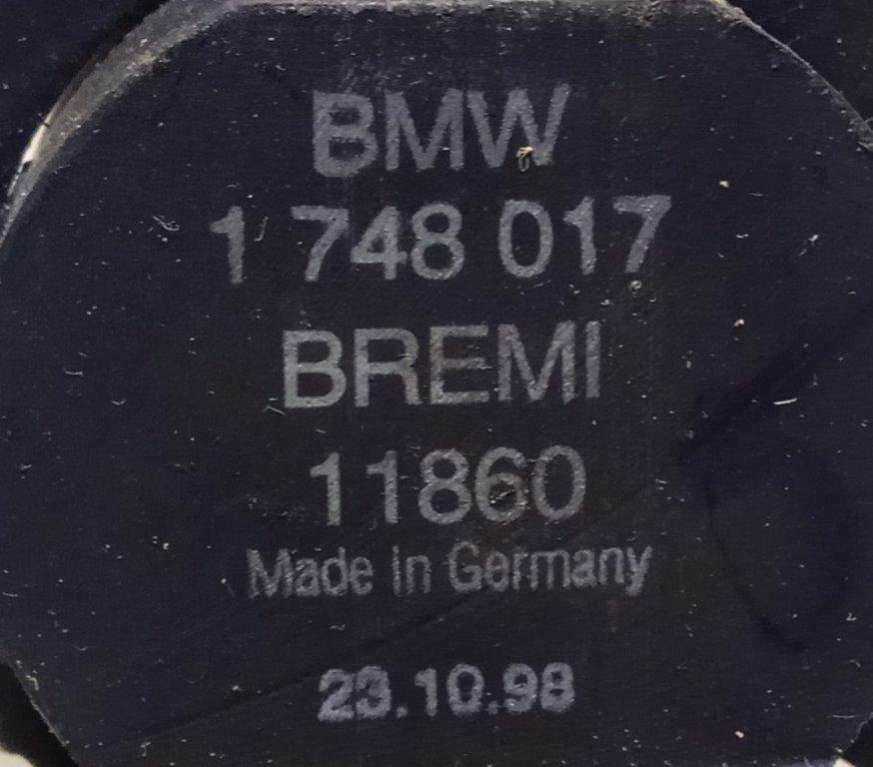 BMW
1 748 017
BREMI
11860
Made in Germany
23.10.98